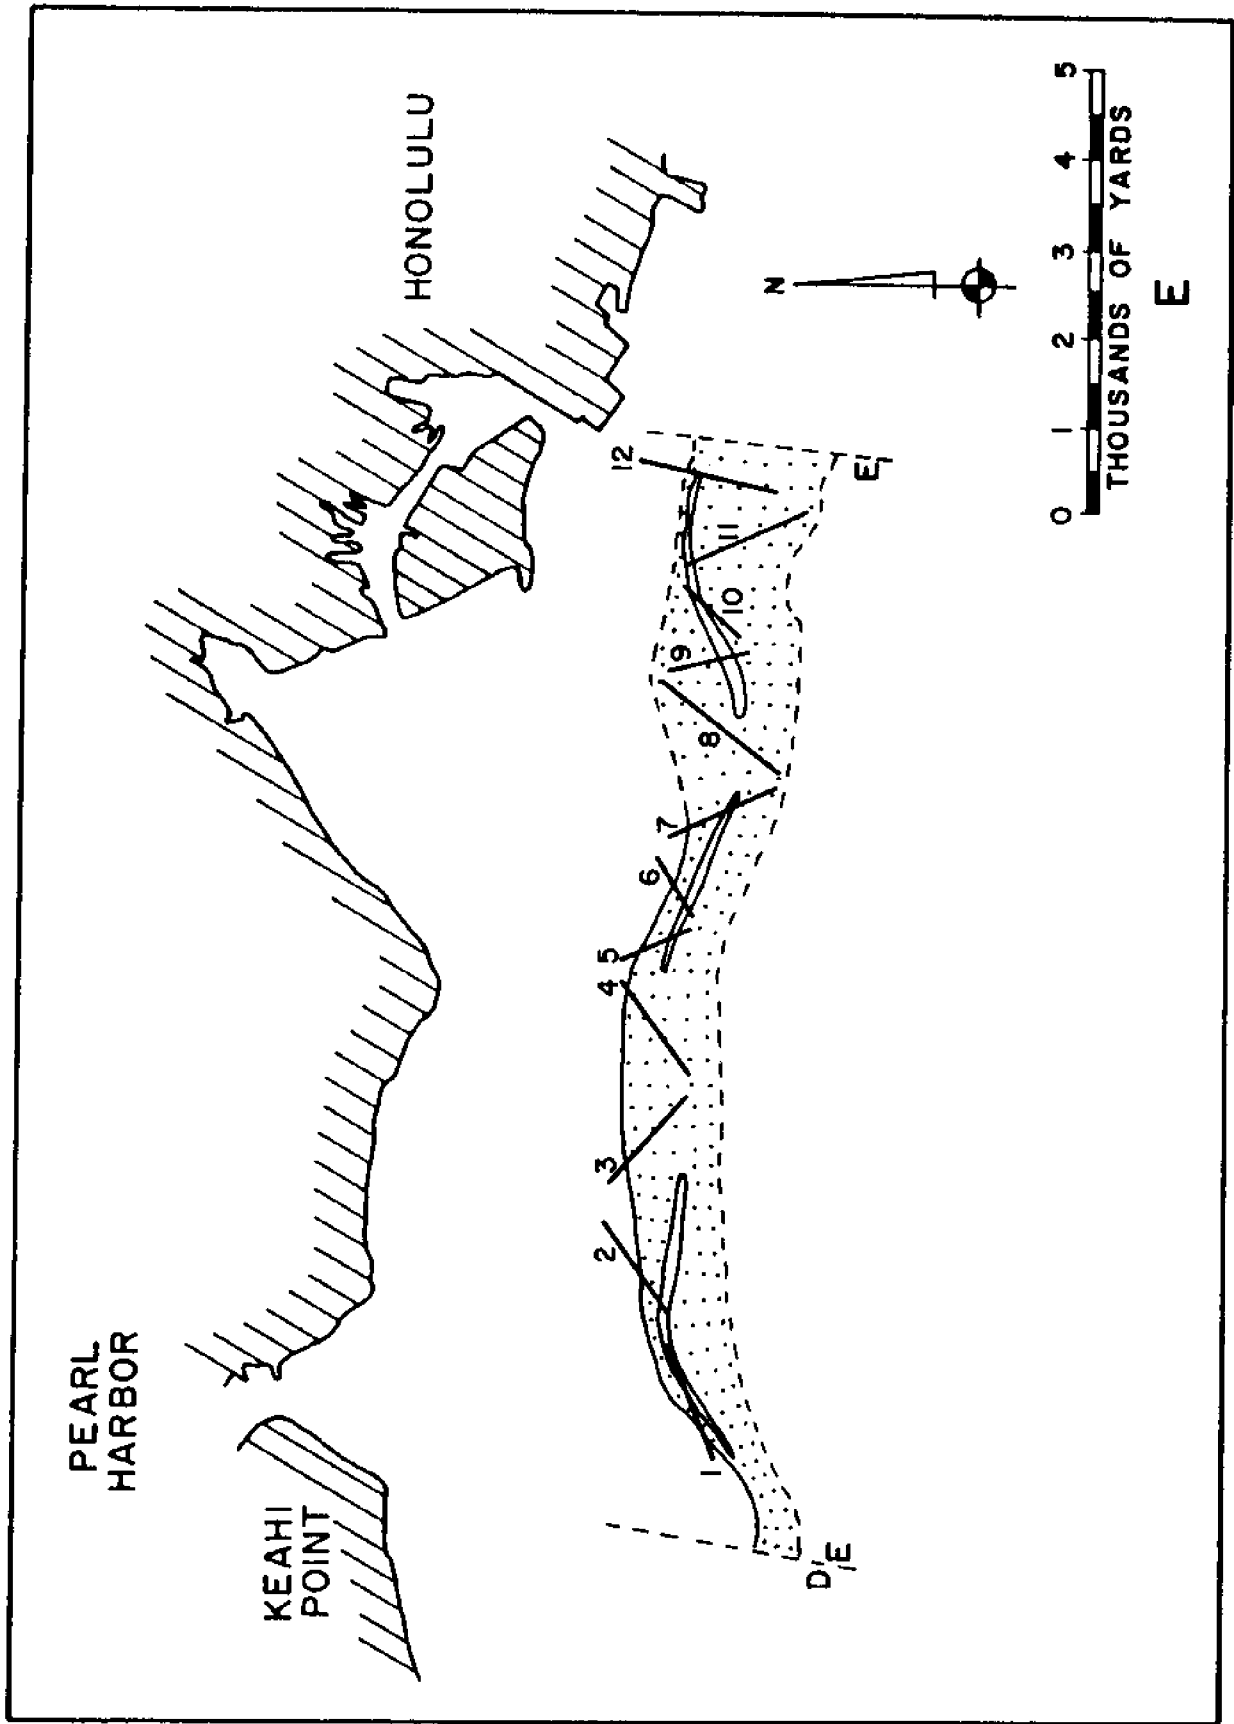 PEARL
HARBOR
KEAHI
POINT
HONOLULU
N
1
2
3
4
5
6
7
8
9
10
11
12
D'/E
E'
0 1 2 3 4 5
THOUSANDS OF YARDS
E